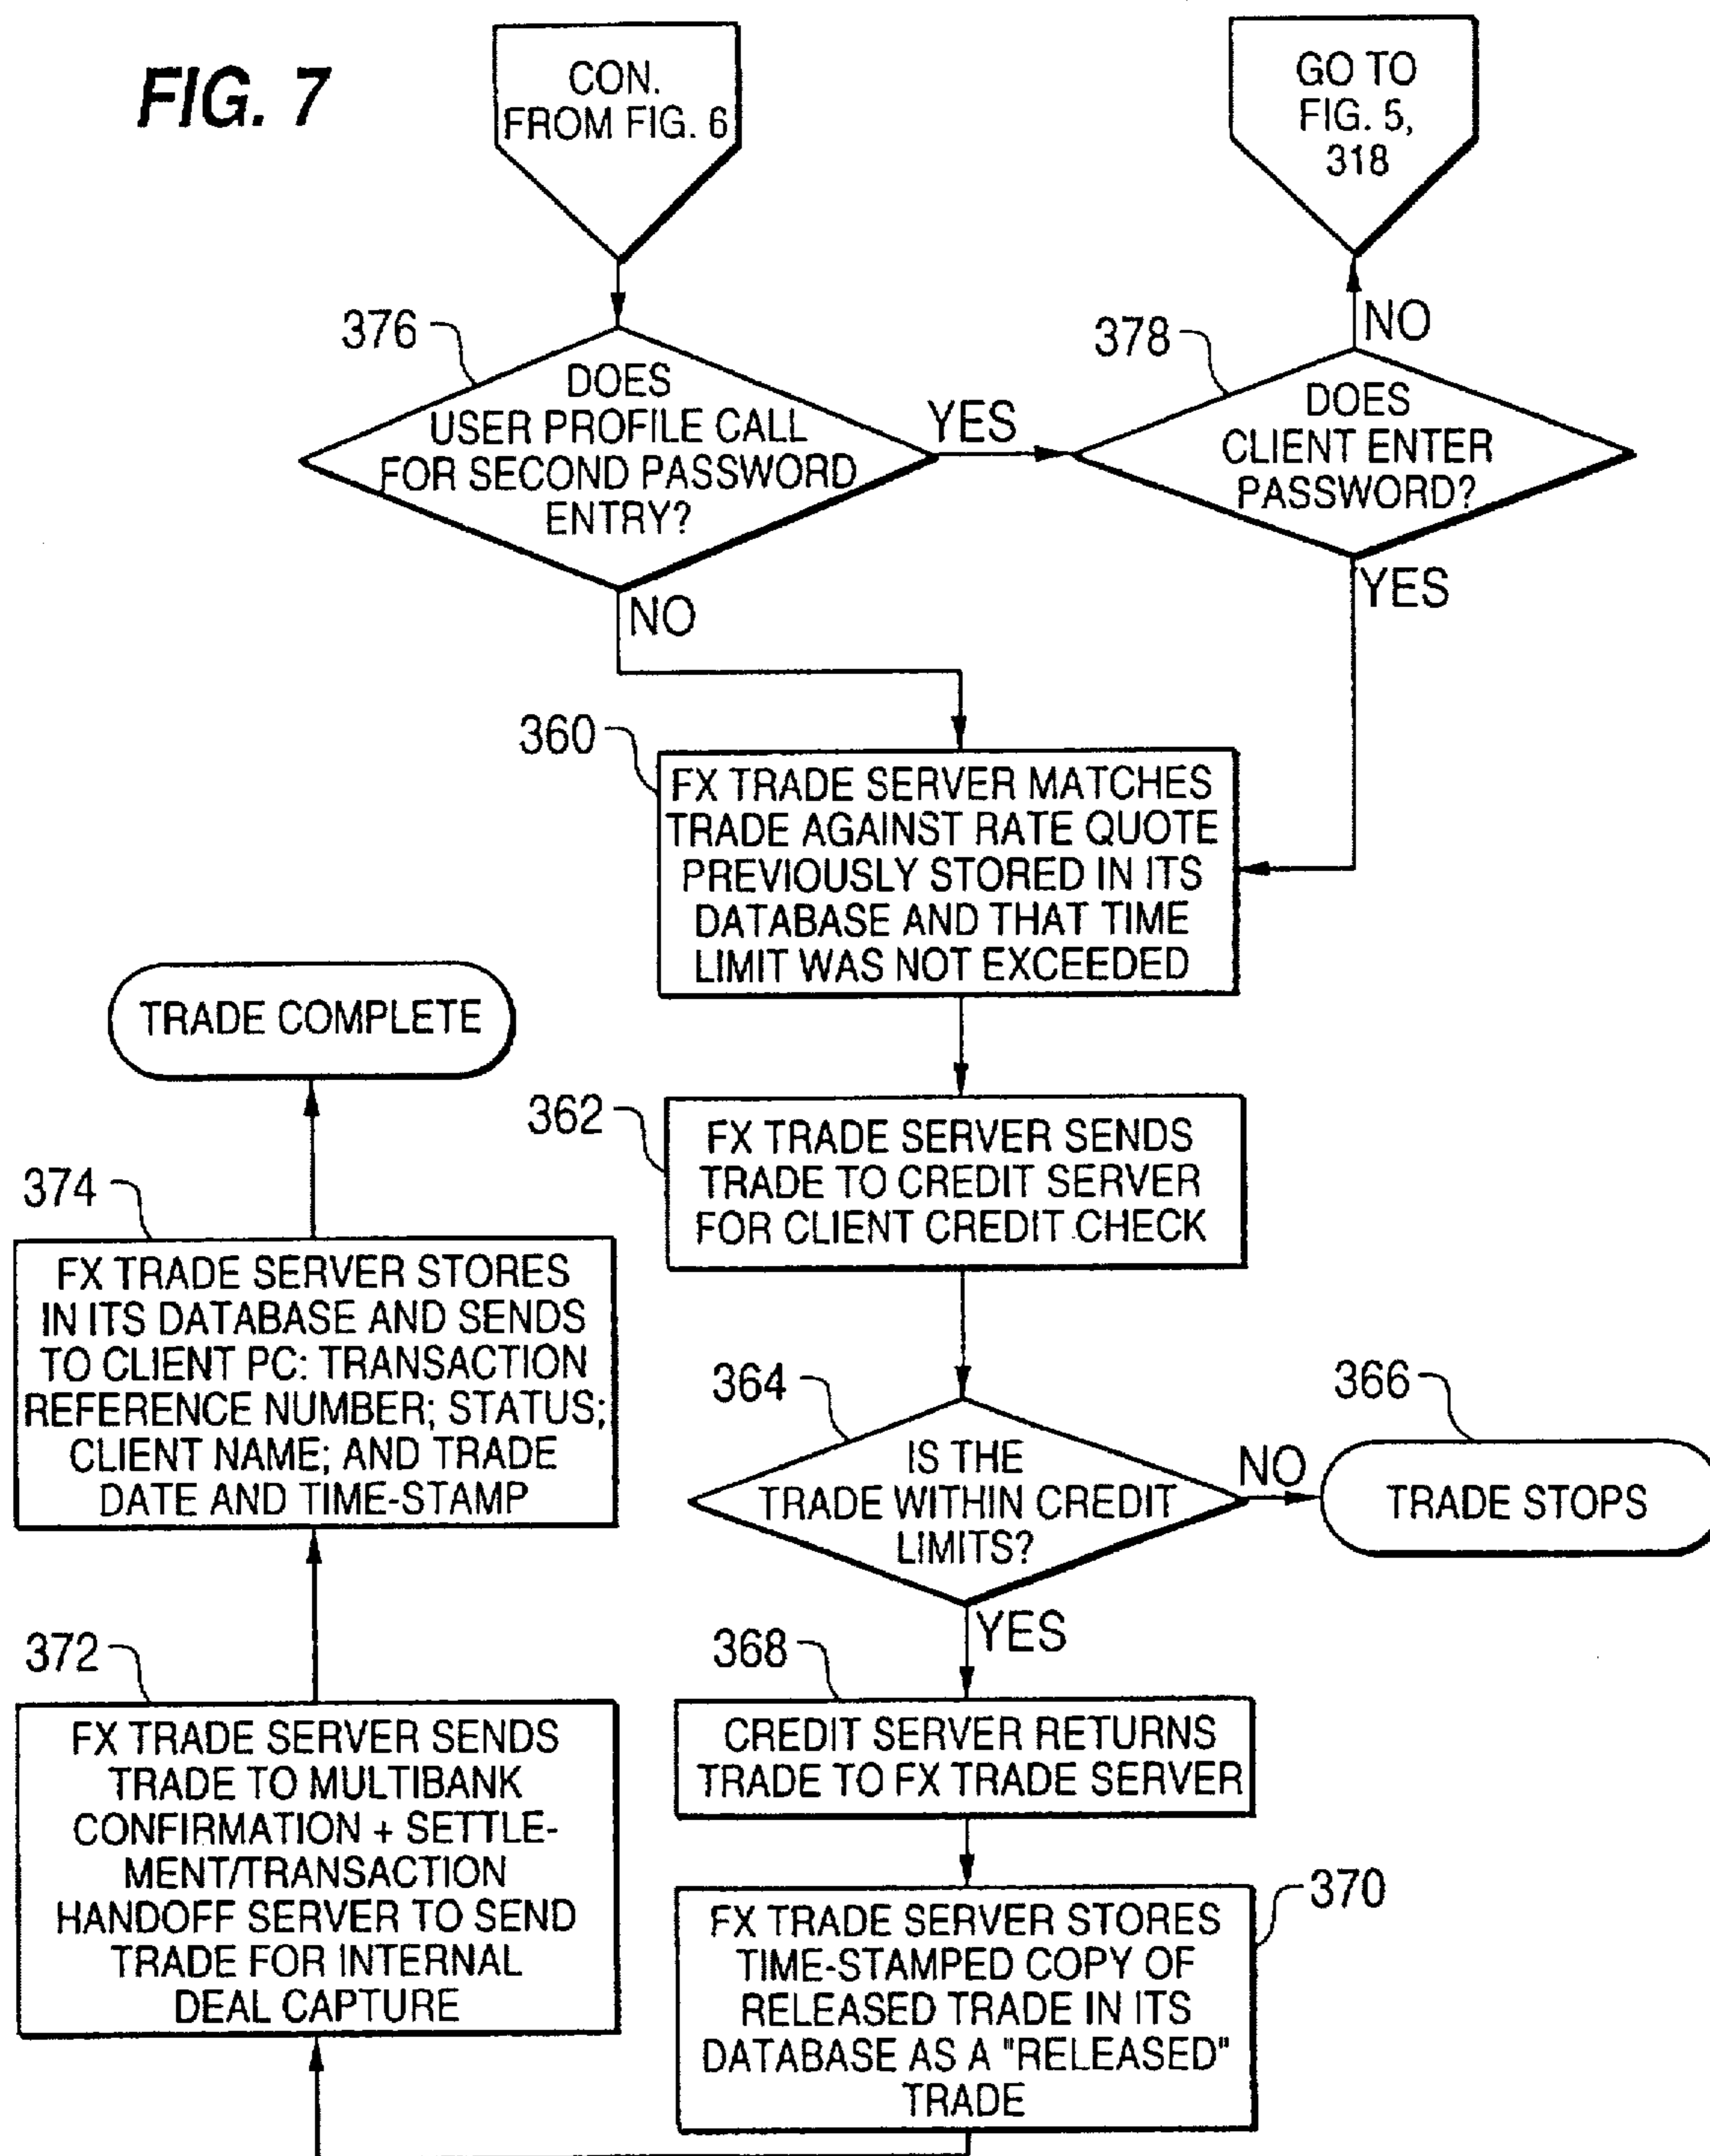 FIG. 7
CON.
FROM FIG. 6
GO TO
FIG. 5,
318
376
DOES
USER PROFILE CALL
FOR SECOND PASSWORD
ENTRY?
YES
NO
378
DOES
CLIENT ENTER
PASSWORD?
NO
YES
360
FX TRADE SERVER MATCHES
TRADE AGAINST RATE QUOTE
PREVIOUSLY STORED IN ITS
DATABASE AND THAT TIME
LIMIT WAS NOT EXCEEDED
362
FX TRADE SERVER SENDS
TRADE TO CREDIT SERVER
FOR CLIENT CREDIT CHECK
364
IS THE
TRADE WITHIN CREDIT
LIMITS?
NO
366
TRADE STOPS
YES
368
CREDIT SERVER RETURNS
TRADE TO FX TRADE SERVER
370
FX TRADE SERVER STORES
TIME-STAMPED COPY OF
RELEASED TRADE IN ITS
DATABASE AS A "RELEASED"
TRADE
372
FX TRADE SERVER SENDS
TRADE TO MULTIBANK
CONFIRMATION + SETTLE-
MENT/TRANSACTION
HANDOFF SERVER TO SEND
TRADE FOR INTERNAL
DEAL CAPTURE
374
FX TRADE SERVER STORES
IN ITS DATABASE AND SENDS
TO CLIENT PC: TRANSACTION
REFERENCE NUMBER; STATUS;
CLIENT NAME; AND TRADE
DATE AND TIME-STAMP
TRADE COMPLETE